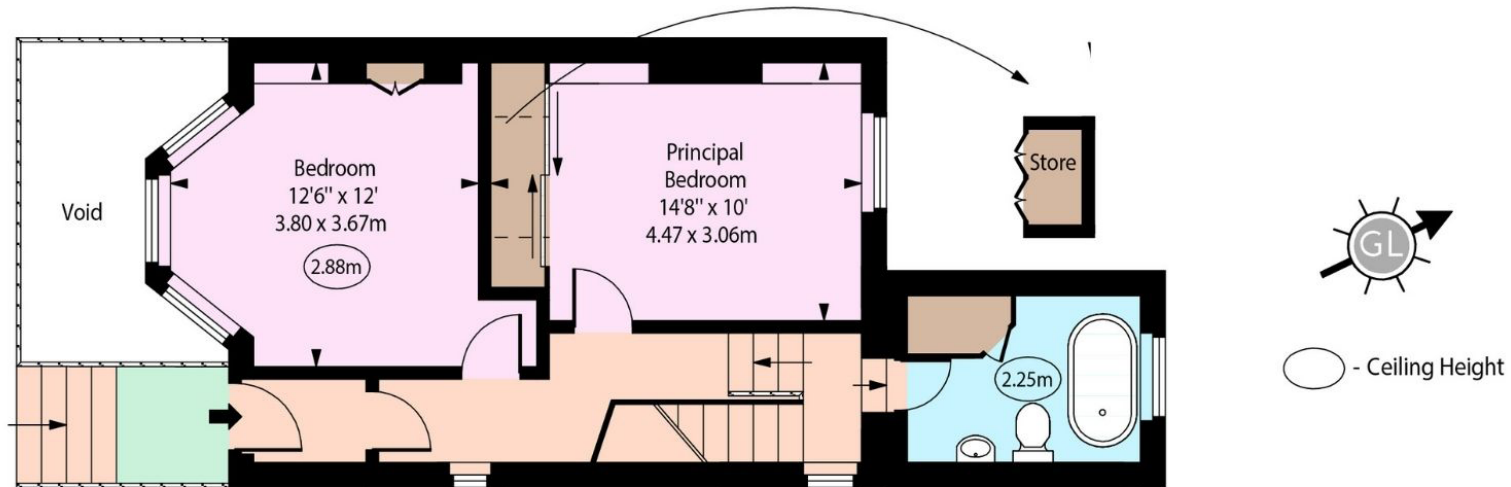 Void
Bedroom
12'6" x 12'
3.80 x 3.67m
2.88m
Principal
Bedroom
14'8" x 10'
4.47 x 3.06m
Store
2.25m
GL
- Ceiling Height